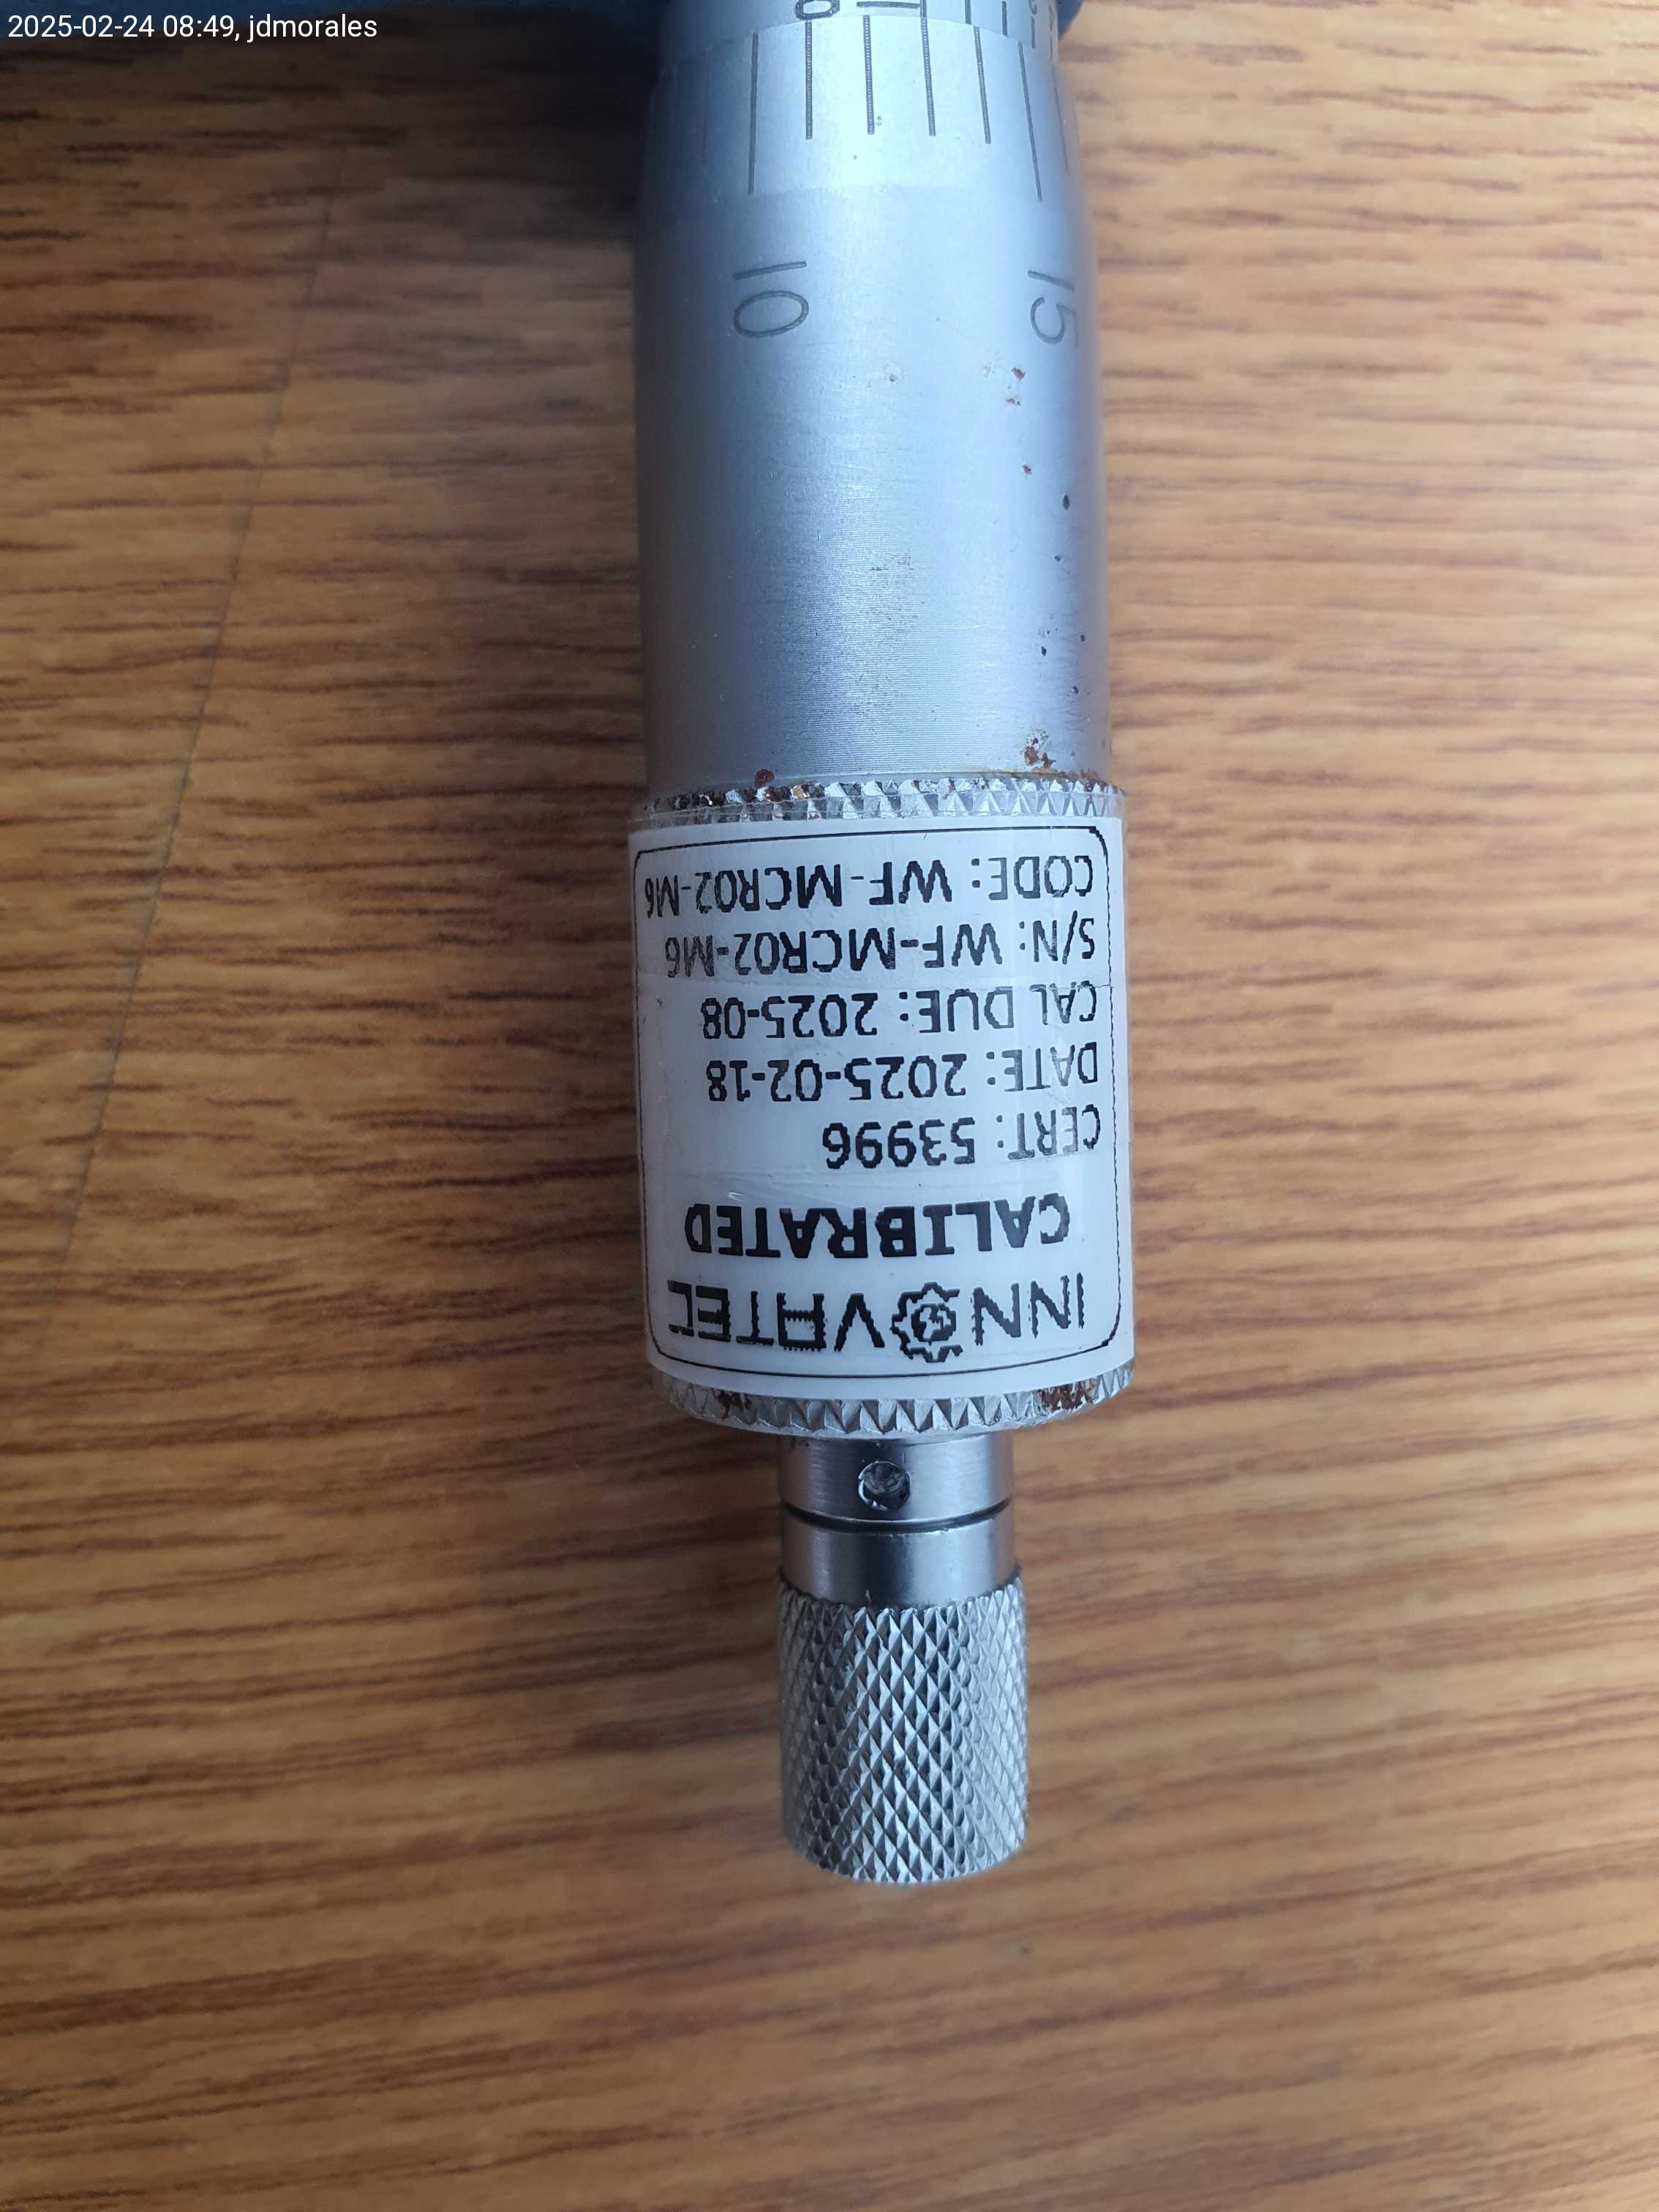 2025-02-24 08:49, jdmorales
10
15
INNOVATEC
CALIBRATED
CERT: 53996
DATE: 2025-02-18
CAL DUE: 2025-08
S/N: WF-MCR02-M6
CODE: WF-MCR02-M6